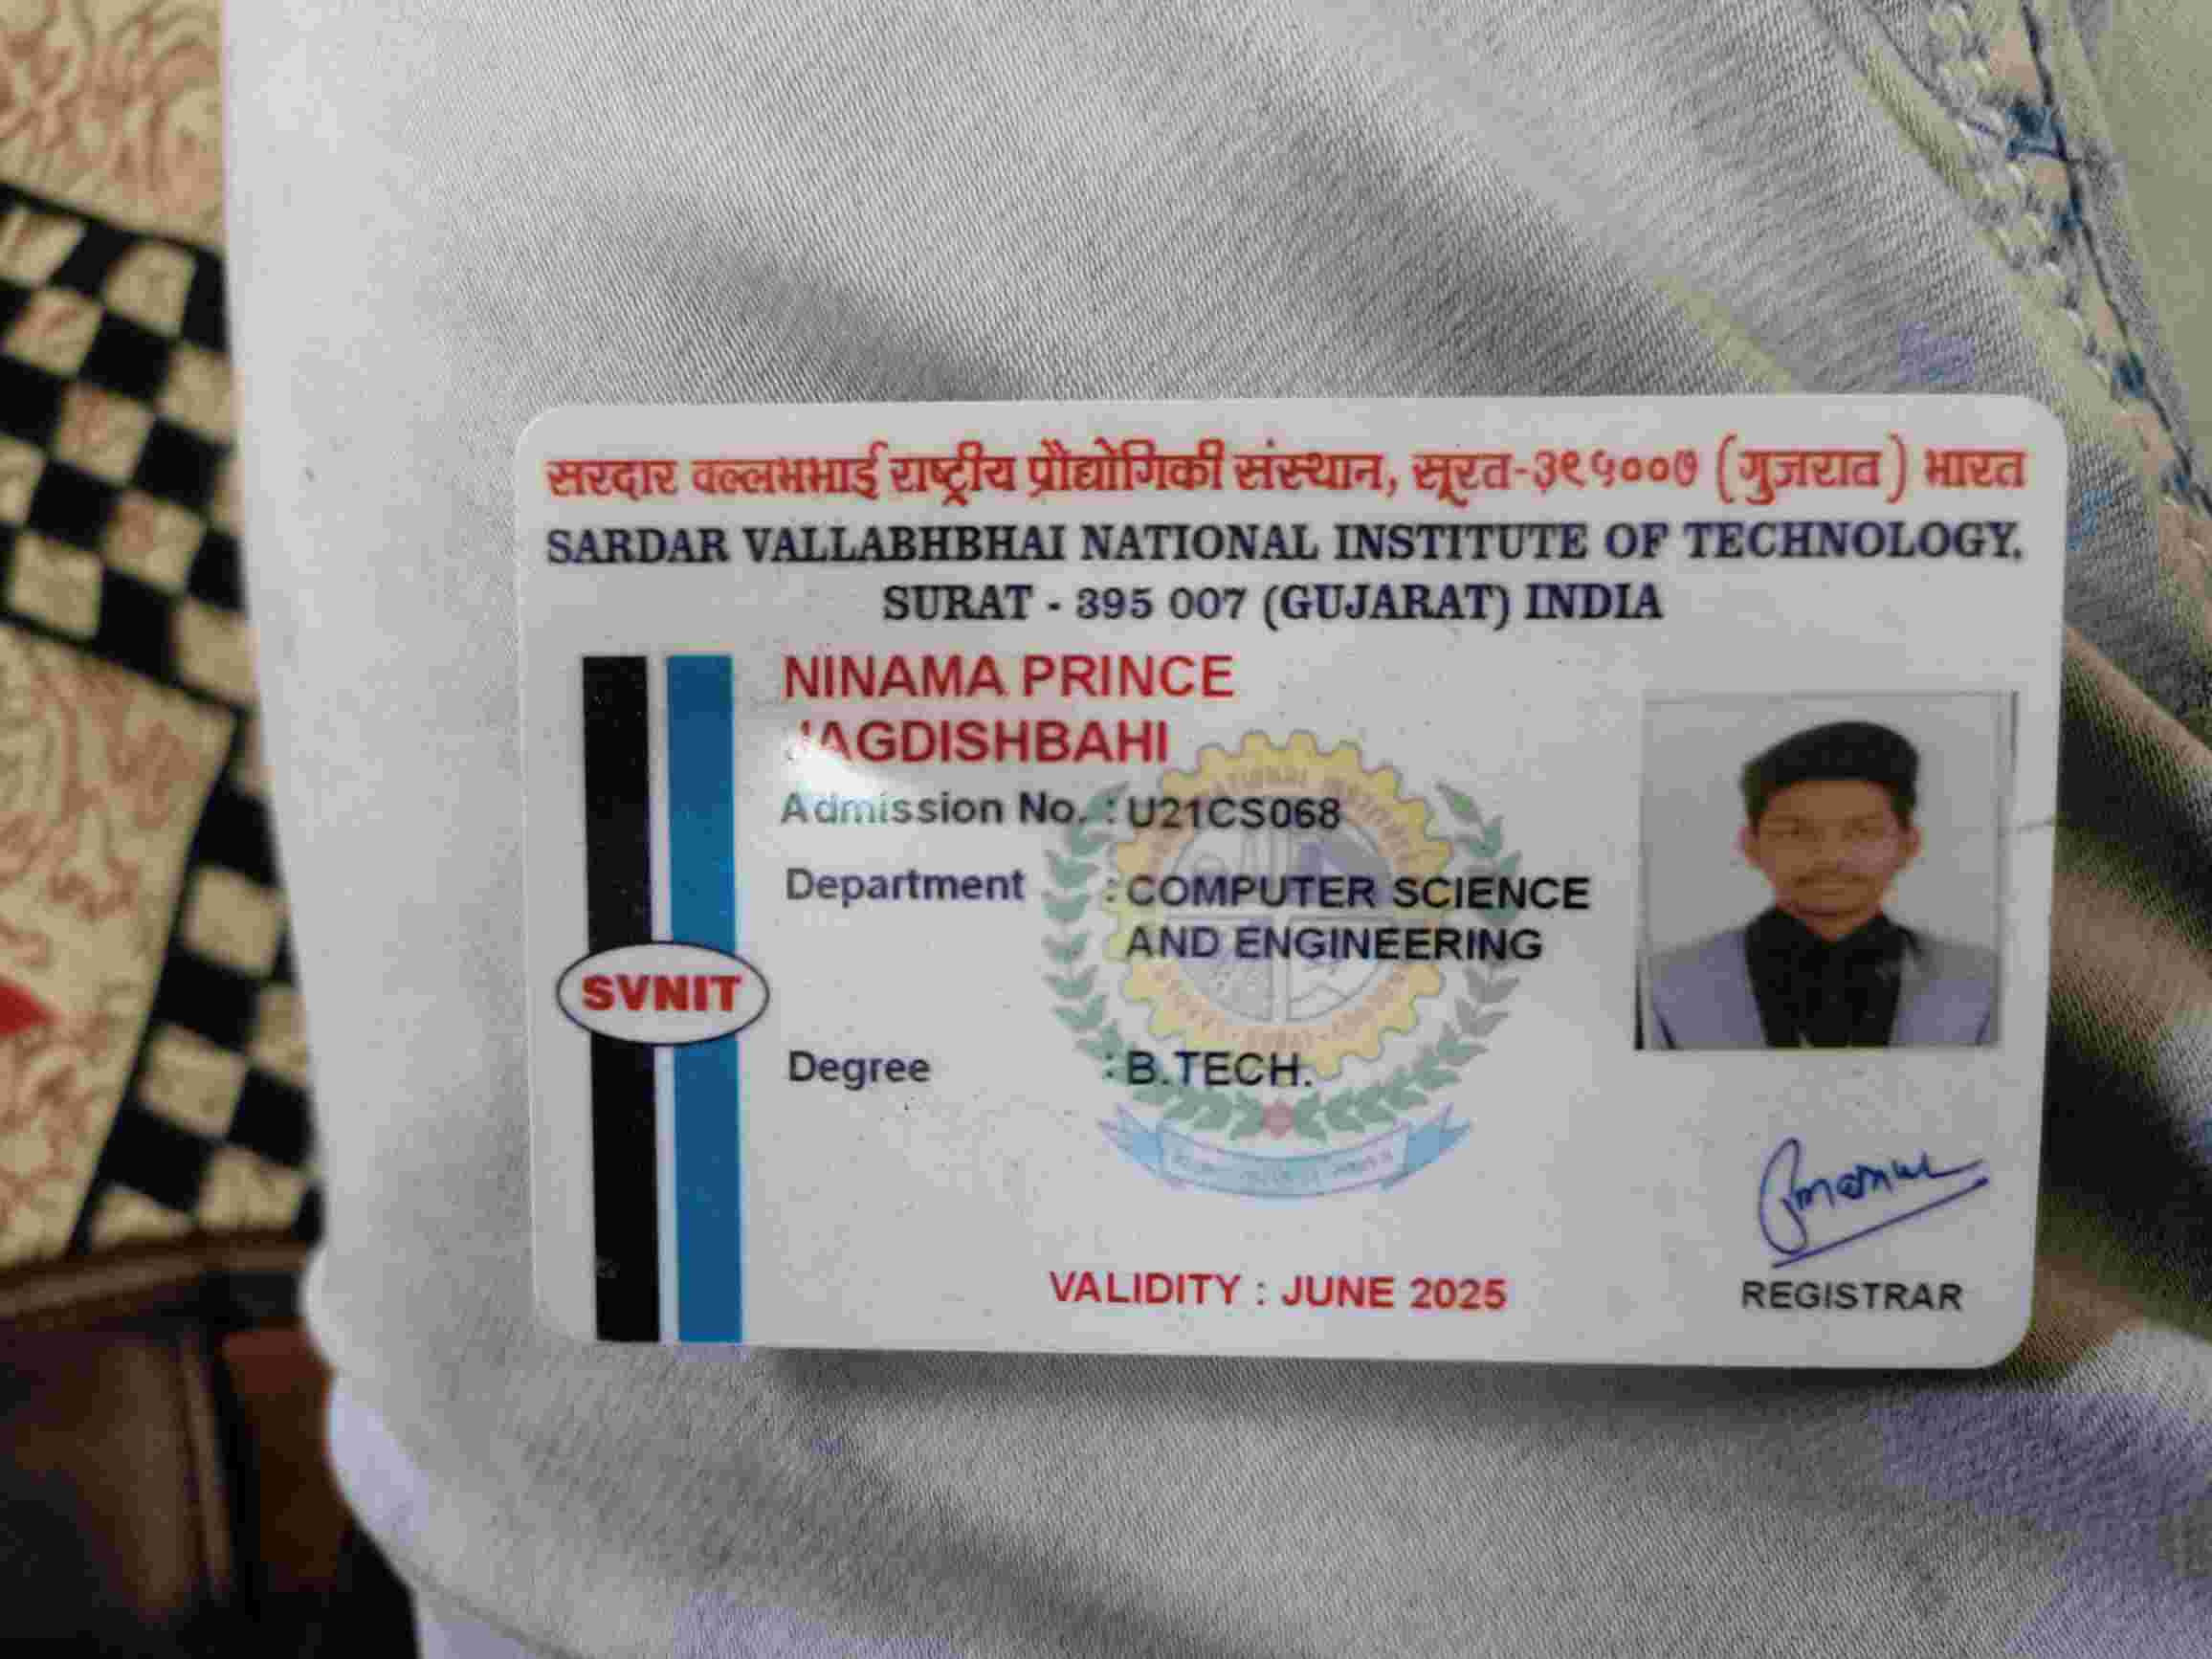 सरदार वल्लभभाई राष्ट्रीय प्रौद्योगिकी संस्थान, सूरत-३९५००७ (गुजरात) भारत
SARDAR VALLABHBHAI NATIONAL INSTITUTE OF TECHNOLOGY,
SURAT - 395 007 (GUJARAT) INDIA
NINAMA PRINCE
JAGDISHBAHI
Admission No. : U21CS068
Department : COMPUTER SCIENCE
AND ENGINEERING
SVNIT
Degree : B.TECH.
VALIDITY : JUNE 2025
REGISTRAR